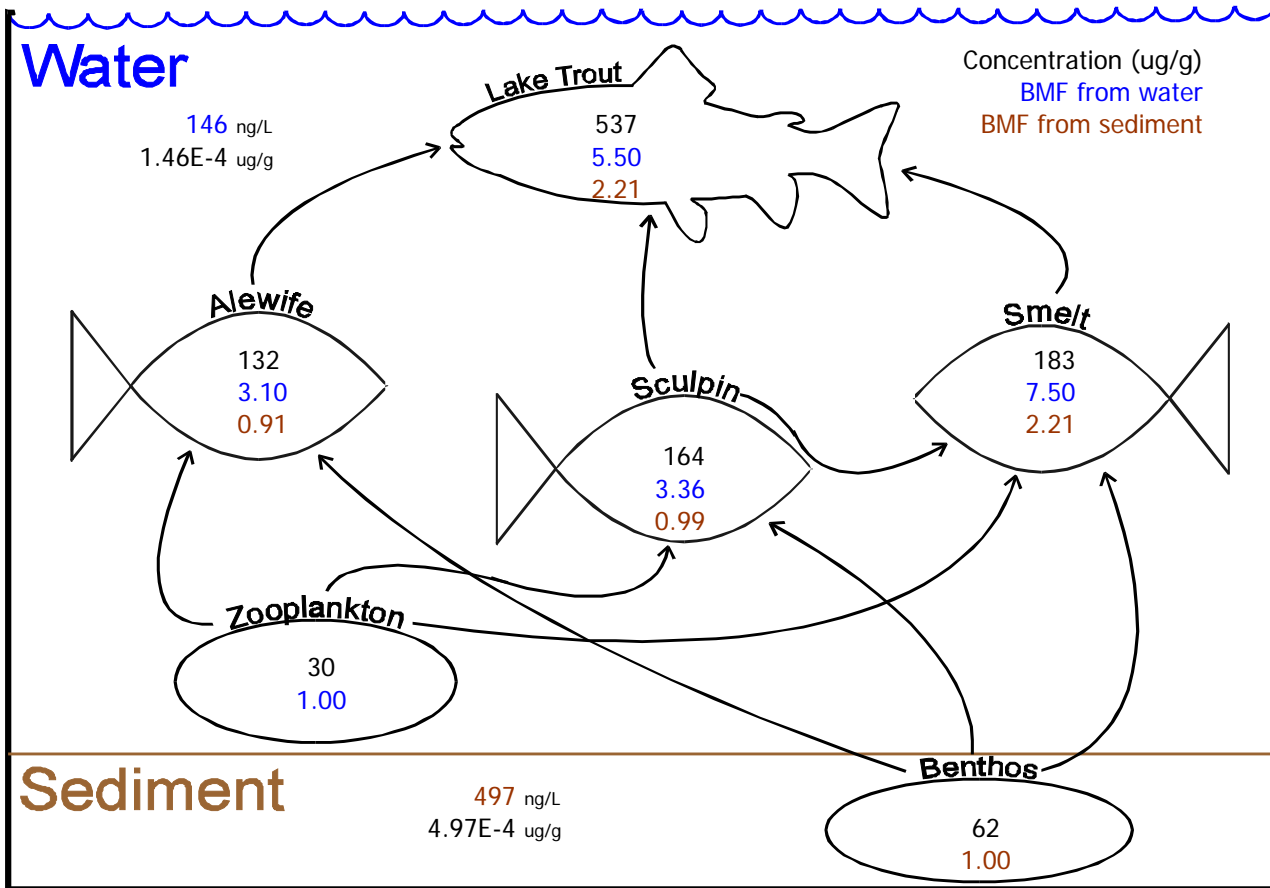 Water
146 ng/L
1.46E-4 ug/g
Concentration (ug/g)
BMF from water
BMF from sediment
Lake Trout
537
5.50
2.21
Alewife
132
3.10
0.91
Sculpin
164
3.36
0.99
Smelt
183
7.50
2.21
Zooplankton
30
1.00
Sediment
497 ng/L
4.97E-4 ug/g
Benthos
62
1.00